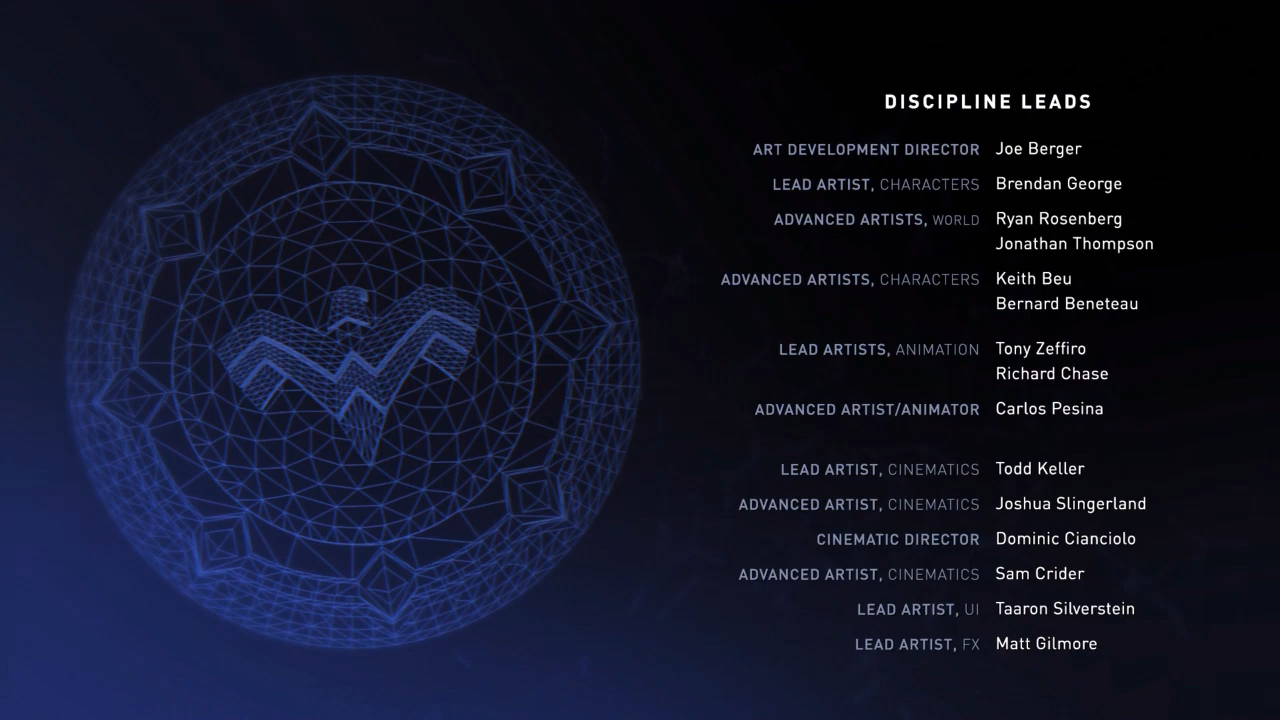 DISCIPLINE LEADS
ART DEVELOPMENT DIRECTOR Joe Berger
LEAD ARTIST, CHARACTERS Brendan George
ADVANCED ARTISTS, WORLD Ryan Rosenberg
Jonathan Thompson
ADVANCED ARTISTS, CHARACTERS Keith Beu
Bernard Beneteau
LEAD ARTISTS, ANIMATION Tony Zeffiro
Richard Chase
ADVANCED ARTIST/ANIMATOR Carlos Pesina
LEAD ARTIST, CINEMATICS Todd Keller
ADVANCED ARTIST, CINEMATICS Joshua Slingerland
CINEMATIC DIRECTOR Dominic Cianciolo
ADVANCED ARTIST, CINEMATICS Sam Crider
LEAD ARTIST, UI Taaron Silverstein
LEAD ARTIST, FX Matt Gilmore